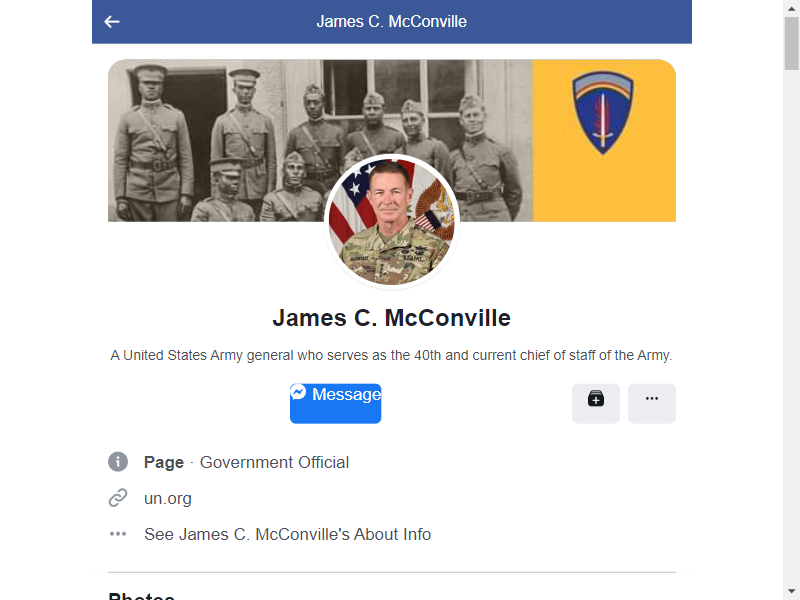 James C. McConville
James C. McConville
A United States Army general who serves as the 40th and current chief of staff of the Army.
Message
Page · Government Official
un.org
See James C. McConville's About Info
Photos